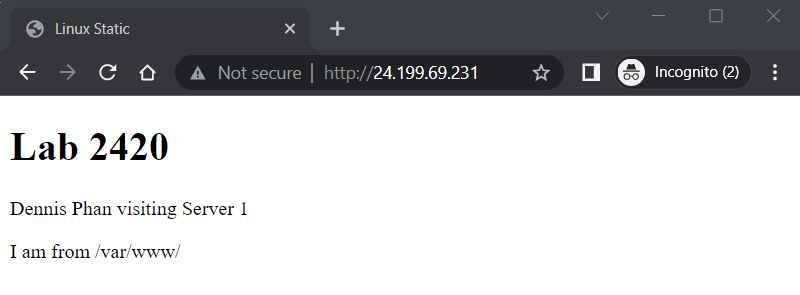 Linux Static
Not secure | http://24.199.69.231
Incognito (2)
Lab 2420
Dennis Phan visiting Server 1
I am from /var/www/